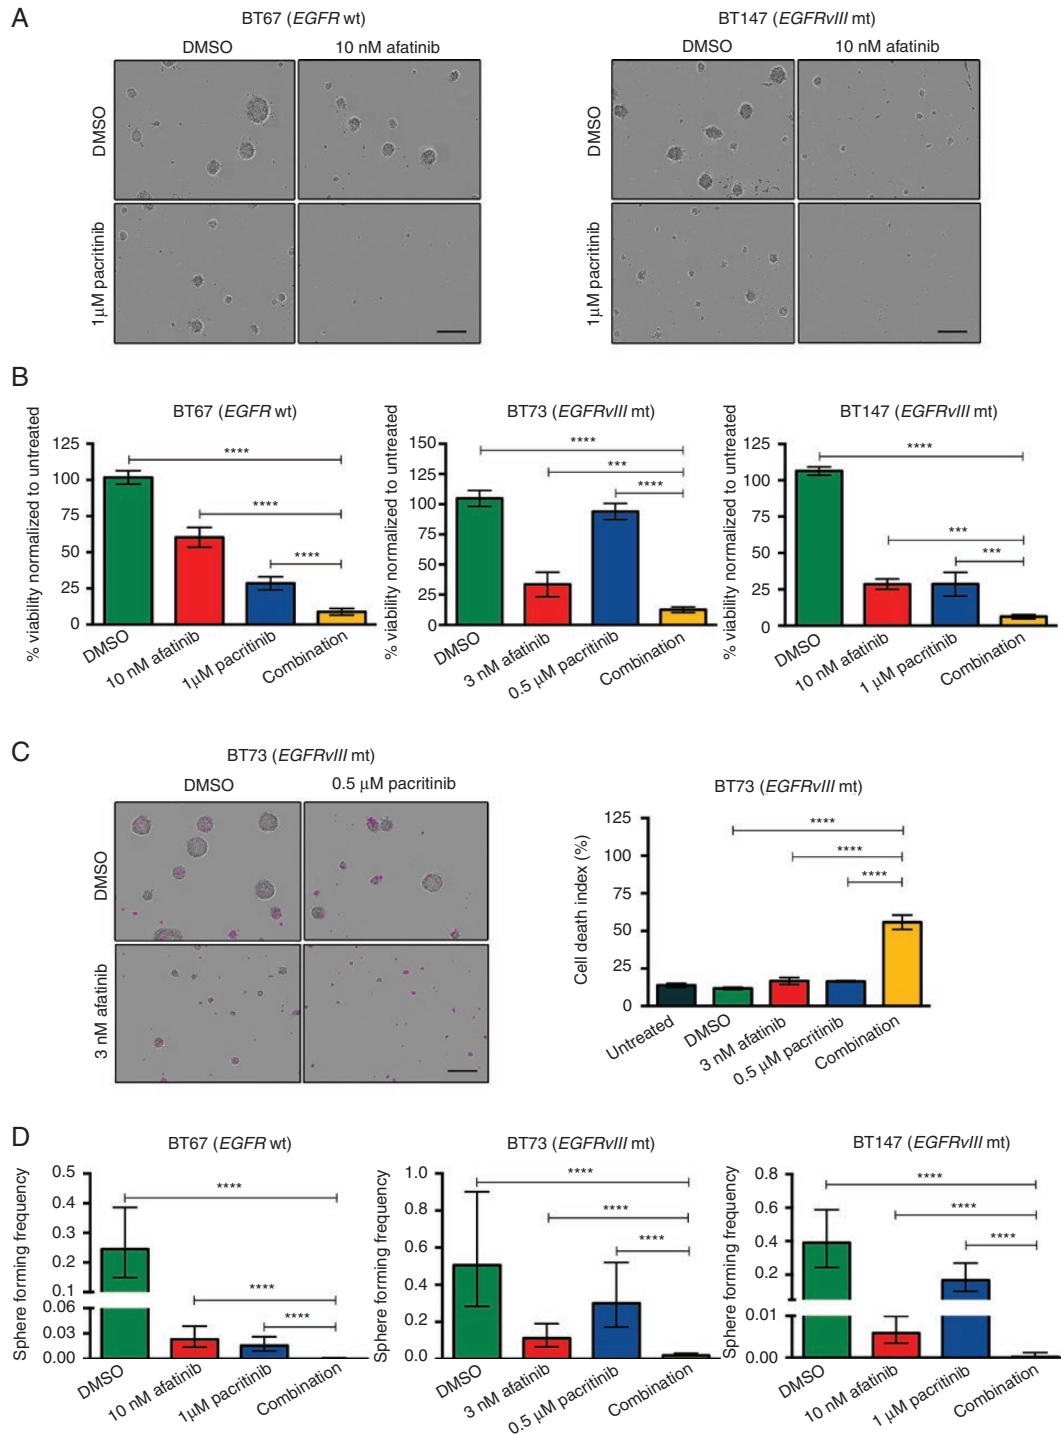 A
BT67 (EGFR wt)
DMSO
10 nM afatinib
DMSO
1µM pacritinib
BT147 (EGFRvIII mt)
DMSO
10 nM afatinib
DMSO
1µM pacritinib
B
BT67 (EGFR wt)
% viability normalized to untreated
125
100
75
50
25
0
****
****
****
DMSO
10 nM afatinib
1µM pacritinib
Combination
BT73 (EGFRvIII mt)
% viability normalized to untreated
150
125
100
75
50
25
0
****
***
****
DMSO
3 nM afatinib
0.5 µM pacritinib
Combination
BT147 (EGFRvIII mt)
% viability normalized to untreated
125
100
75
50
25
0
****
***
***
DMSO
10 nM afatinib
1 µM pacritinib
Combination
C
BT73 (EGFRvIII mt)
DMSO
0.5 µM pacritinib
DMSO
3 nM afatinib
BT73 (EGFRvIII mt)
Cell death index (%)
125
100
75
50
25
0
****
****
****
Untreated
DMSO
3 nM afatinib
0.5 µM pacritinib
Combination
D
BT67 (EGFR wt)
Sphere forming frequency
0.5
0.4
0.3
0.2
0.1
0.06
0.03
0.00
****
****
****
DMSO
10 nM afatinib
1µM pacritinib
Combination
BT73 (EGFRvIII mt)
Sphere forming frequency
1.0
0.8
0.6
0.4
0.2
0.0
****
****
****
DMSO
3 nM afatinib
0.5 µM pacritinib
Combination
BT147 (EGFRvIII mt)
Sphere forming frequency
0.8
0.6
0.4
0.2
0.01
0.00
****
****
****
DMSO
10 nM afatinib
1 µM pacritinib
Combination